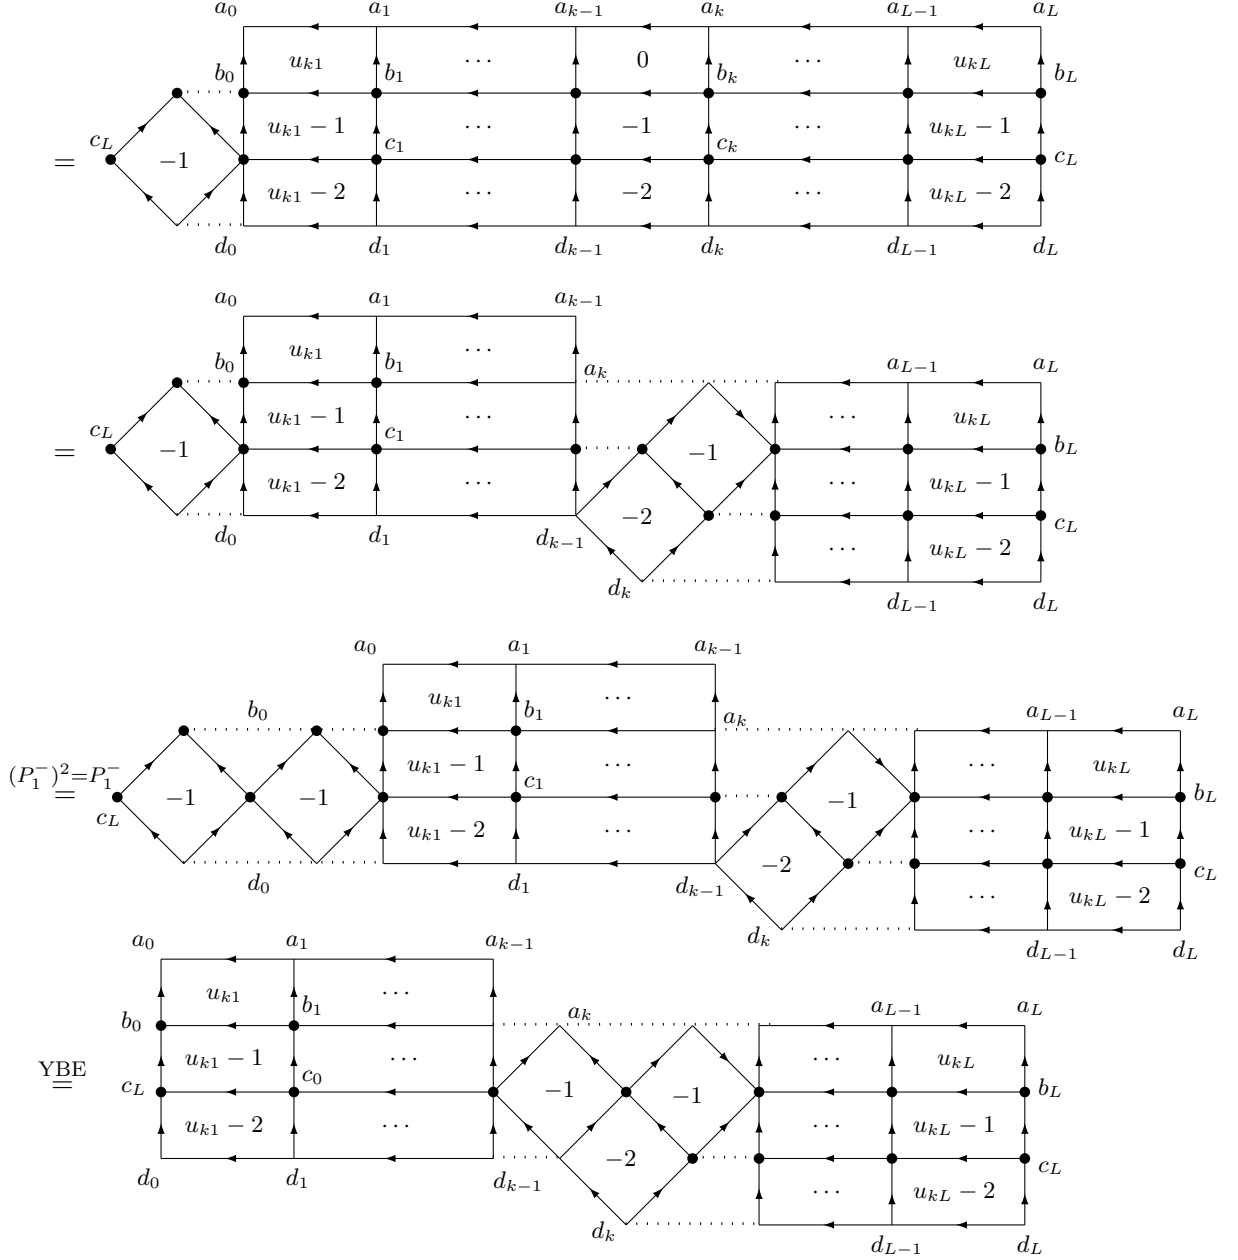 a_0 a_1 a_{k-1} a_k a_{L-1} a_L
u_{k1} ··· 0 ··· u_{kL}
b_0 b_1 b_k b_L
u_{k1} − 1 ··· −1 ··· u_{kL} − 1
= c_L −1 c_1 c_k c_L
u_{k1} − 2 ··· −2 ··· u_{kL} − 2
d_0 d_1 d_{k-1} d_k d_{L-1} d_L
a_0 a_1 a_{k-1}
u_{k1} ···
b_0 b_1 a_k a_{L-1} a_L
u_{k1} − 1 ··· ··· u_{kL}
= c_L −1 c_1 −1 b_L
u_{k1} − 2 ··· ··· u_{kL} − 1
d_0 d_1 d_{k-1} −2 c_L
··· u_{kL} − 2
d_k d_{L-1} d_L
a_0 a_1 a_{k-1}
u_{k1} ···
b_0 b_1 a_k a_{L-1} a_L
u_{k1} − 1 ··· ··· u_{kL}
(P_1^-)^2=P_1^-
= c_L −1 −1 c_1 −1 b_L
u_{k1} − 2 ··· ··· u_{kL} − 1
d_0 d_1 d_{k-1} −2 c_L
··· u_{kL} − 2
d_k d_{L-1} d_L
a_0 a_1 a_{k-1}
u_{k1} ···
b_0 b_1 a_k a_{L-1} a_L
u_{k1} − 1 ··· ··· u_{kL}
YBE
= c_L c_0 −1 −1 b_L
u_{k1} − 2 ··· ··· u_{kL} − 1
d_0 d_1 d_{k-1} −2 c_L
··· u_{kL} − 2
d_k d_{L-1} d_L